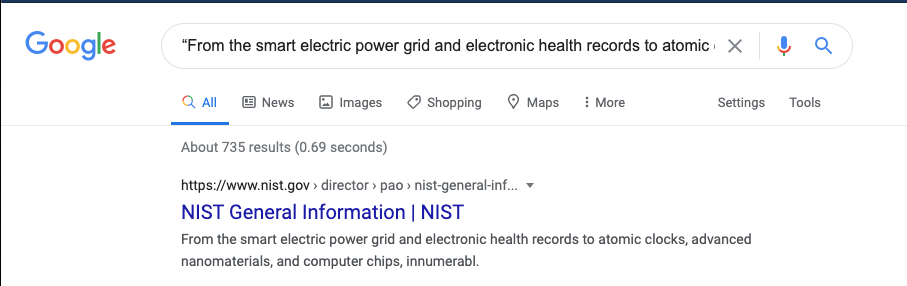 Google
“From the smart electric power grid and electronic health records to atomic
All News Images Shopping Maps More Settings Tools
About 735 results (0.69 seconds)
https://www.nist.gov › director › pao › nist-general-inf...
NIST General Information | NIST
From the smart electric power grid and electronic health records to atomic clocks, advanced
nanomaterials, and computer chips, innumerabl.